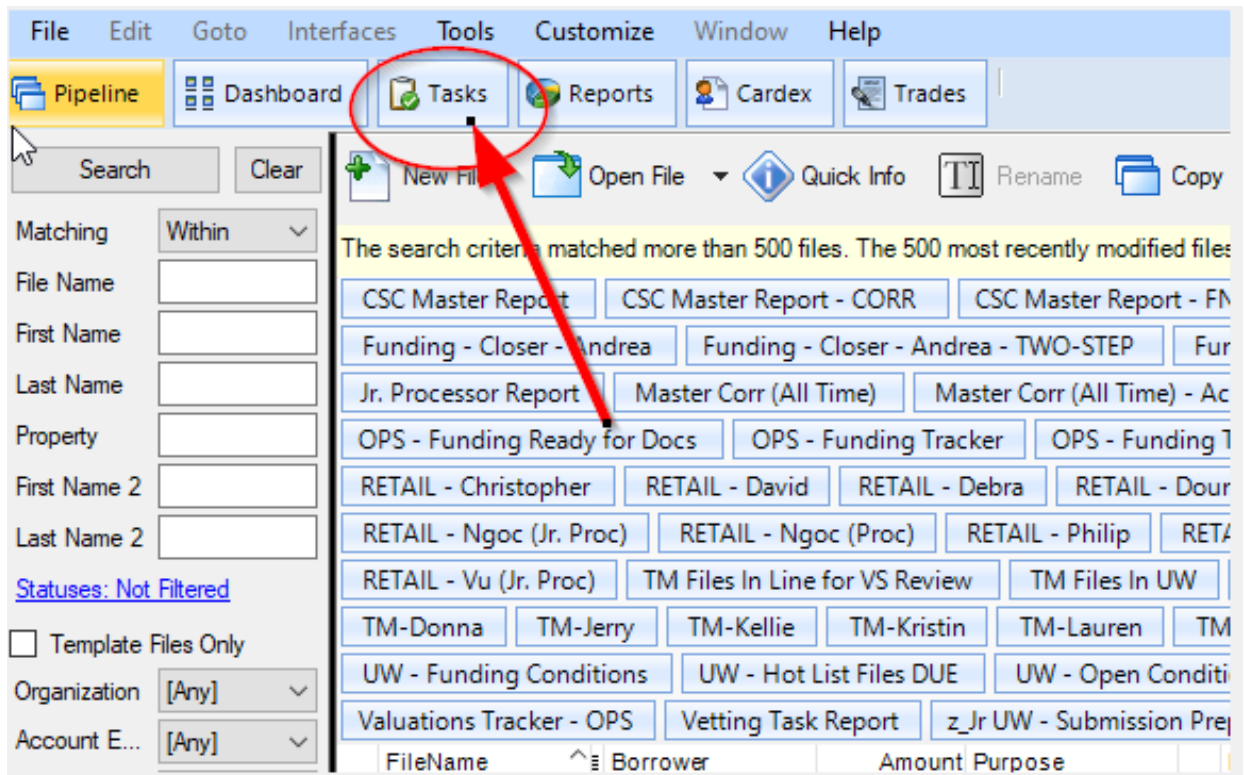 File Edit Goto Interfaces Tools Customize Window Help
Pipeline Dashboard Tasks Reports Cardex Trades
Search Clear New Open File Quick Info Rename Copy
Matching Within
The search criteria matched more than 500 files. The 500 most recently modified files
File Name
CSC Master Report CSC Master Report - CORR CSC Master Report - FN
First Name
Funding - Closer - Andrea Funding - Closer - Andrea - TWO-STEP Fur
Last Name
Jr. Processor Report Master Corr (All Time) Master Corr (All Time) - Ac
Property
OPS - Funding Ready for Docs OPS - Funding Tracker OPS - Funding T
First Name 2
RETAIL - Christopher RETAIL - David RETAIL - Debra RETAIL - Dour
Last Name 2
RETAIL - Ngoc (Jr. Proc) RETAIL - Ngoc (Proc) RETAIL - Philip RETA
Statuses: Not Filtered
RETAIL - Vu (Jr. Proc) TM Files In Line for VS Review TM Files In UW
Template Files Only
TM-Donna TM-Jerry TM-Kellie TM-Kristin TM-Lauren TM
Organization [Any]
UW - Funding Conditions UW - Hot List Files DUE UW - Open Conditi
Account E... [Any]
Valuations Tracker - OPS Vetting Task Report z_Jr UW - Submission Prep
FileName Borrower Amount Purpose